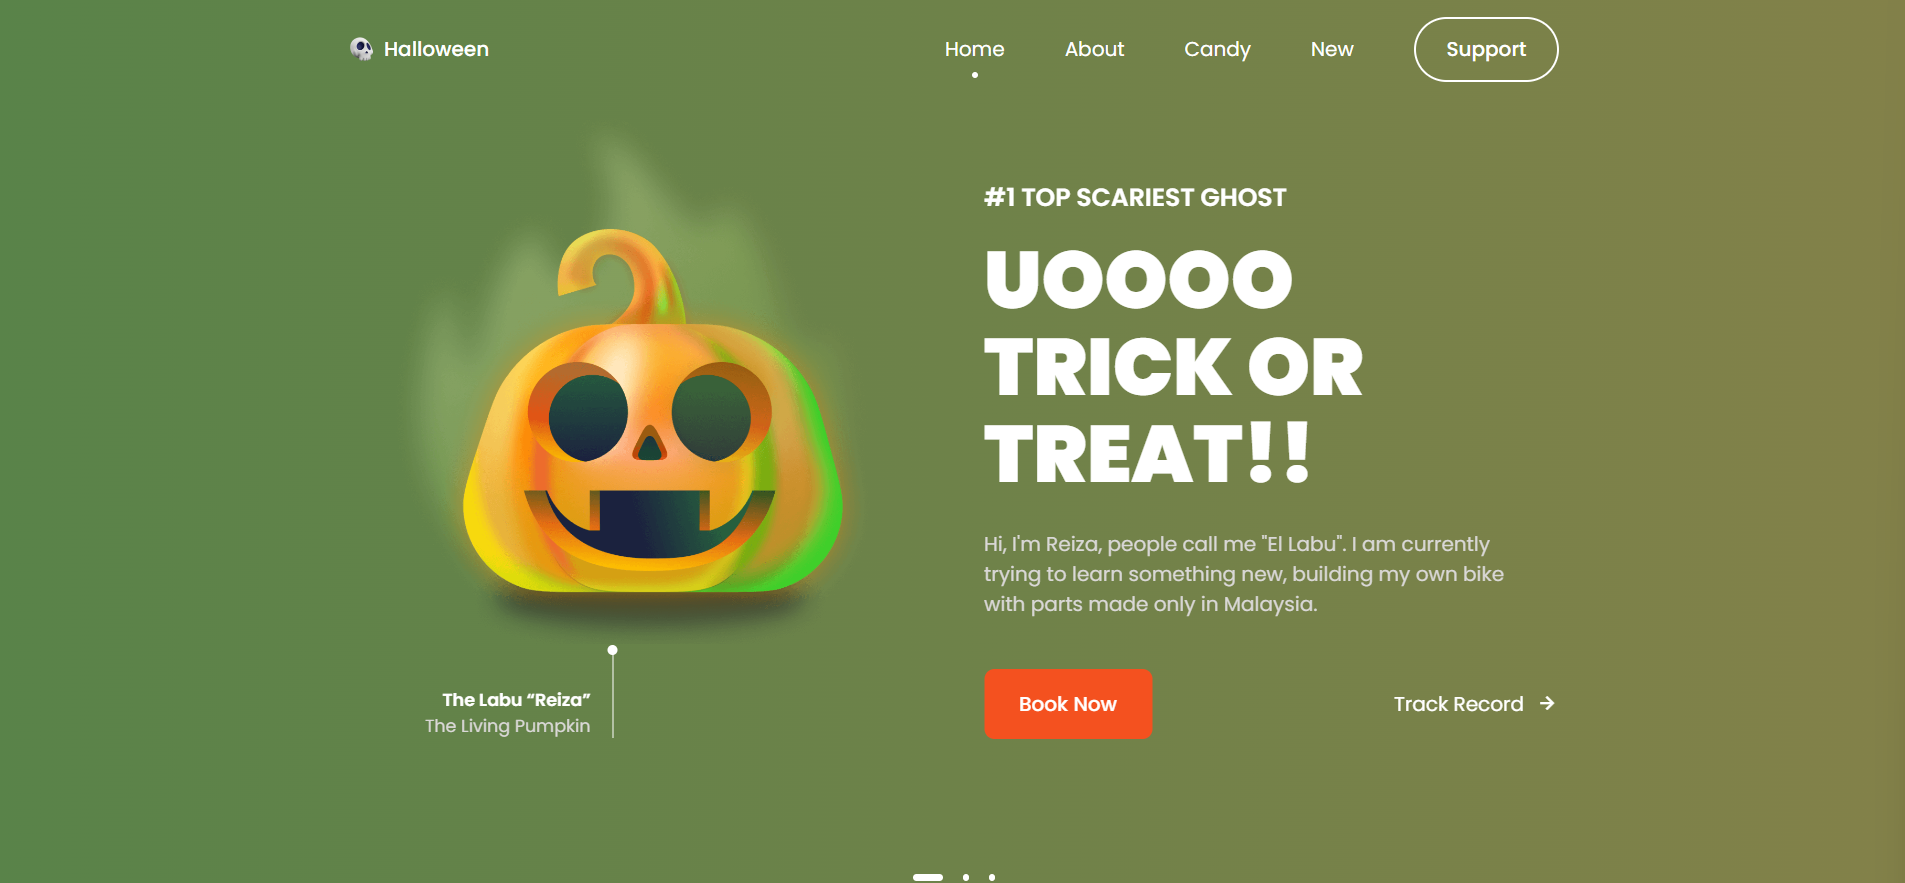 Halloween
Home
About
Candy
New
Support
#1 TOP SCARIEST GHOST
UOOOO
TRICK OR
TREAT!!
Hi, I'm Reiza, people call me "El Labu". I am currently
trying to learn something new, building my own bike
with parts made only in Malaysia.
Book Now
Track Record
The Labu “Reiza”
The Living Pumpkin